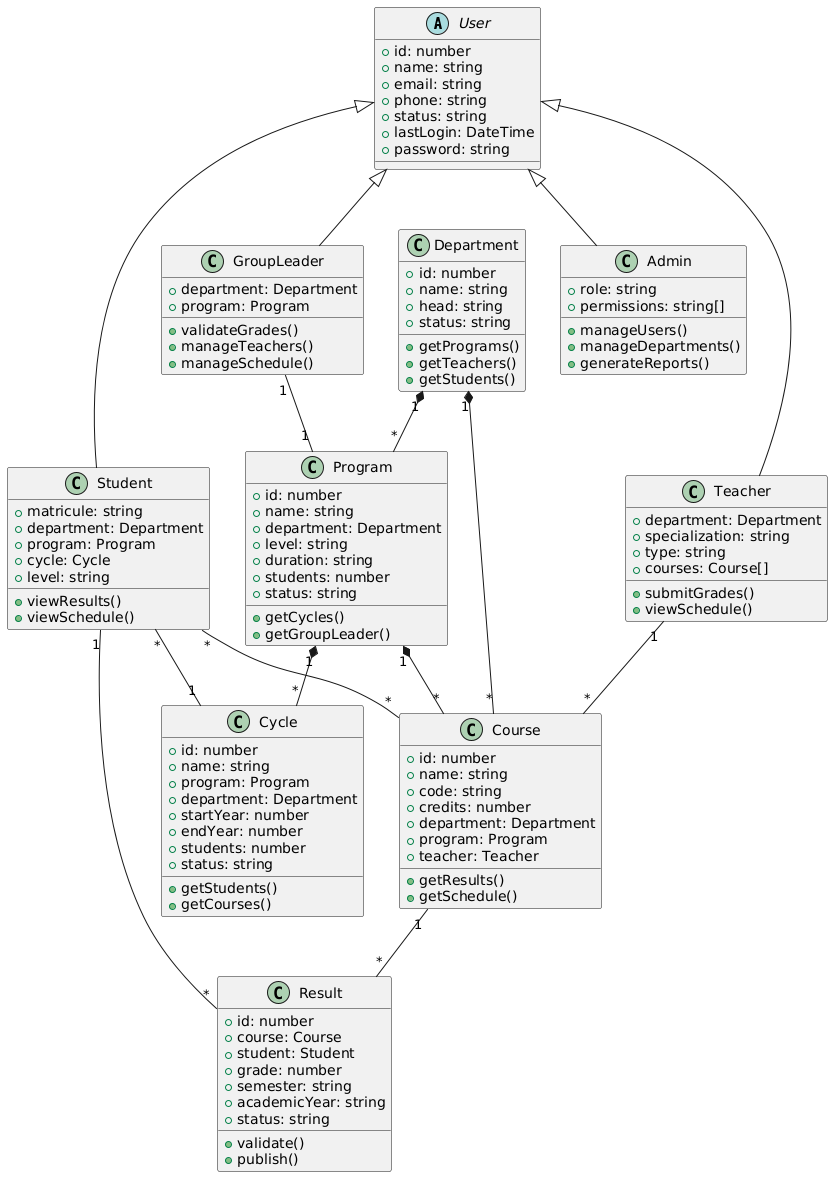 A User
id: number
name: string
email: string
phone: string
status: string
lastLogin: DateTime
password: string
C GroupLeader
department: Department
program: Program
validateGrades()
manageTeachers()
manageSchedule()
C Department
id: number
name: string
head: string
status: string
getPrograms()
getTeachers()
getStudents()
C Admin
role: string
permissions: string[]
manageUsers()
manageDepartments()
generateReports()
1
1
1
*
1
C Student
matricule: string
department: Department
program: Program
cycle: Cycle
level: string
viewResults()
viewSchedule()
C Program
id: number
name: string
department: Department
level: string
duration: string
students: number
status: string
getCycles()
getGroupLeader()
C Teacher
department: Department
specialization: string
type: string
courses: Course[]
submitGrades()
viewSchedule()
1
*
*
1
1
1
1
*
*
*
*
*
C Cycle
id: number
name: string
program: Program
department: Department
startYear: number
endYear: number
students: number
status: string
getStudents()
getCourses()
C Course
id: number
name: string
code: string
credits: number
department: Department
program: Program
teacher: Teacher
getResults()
getSchedule()
1
*
*
C Result
id: number
course: Course
student: Student
grade: number
semester: string
academicYear: string
status: string
validate()
publish()